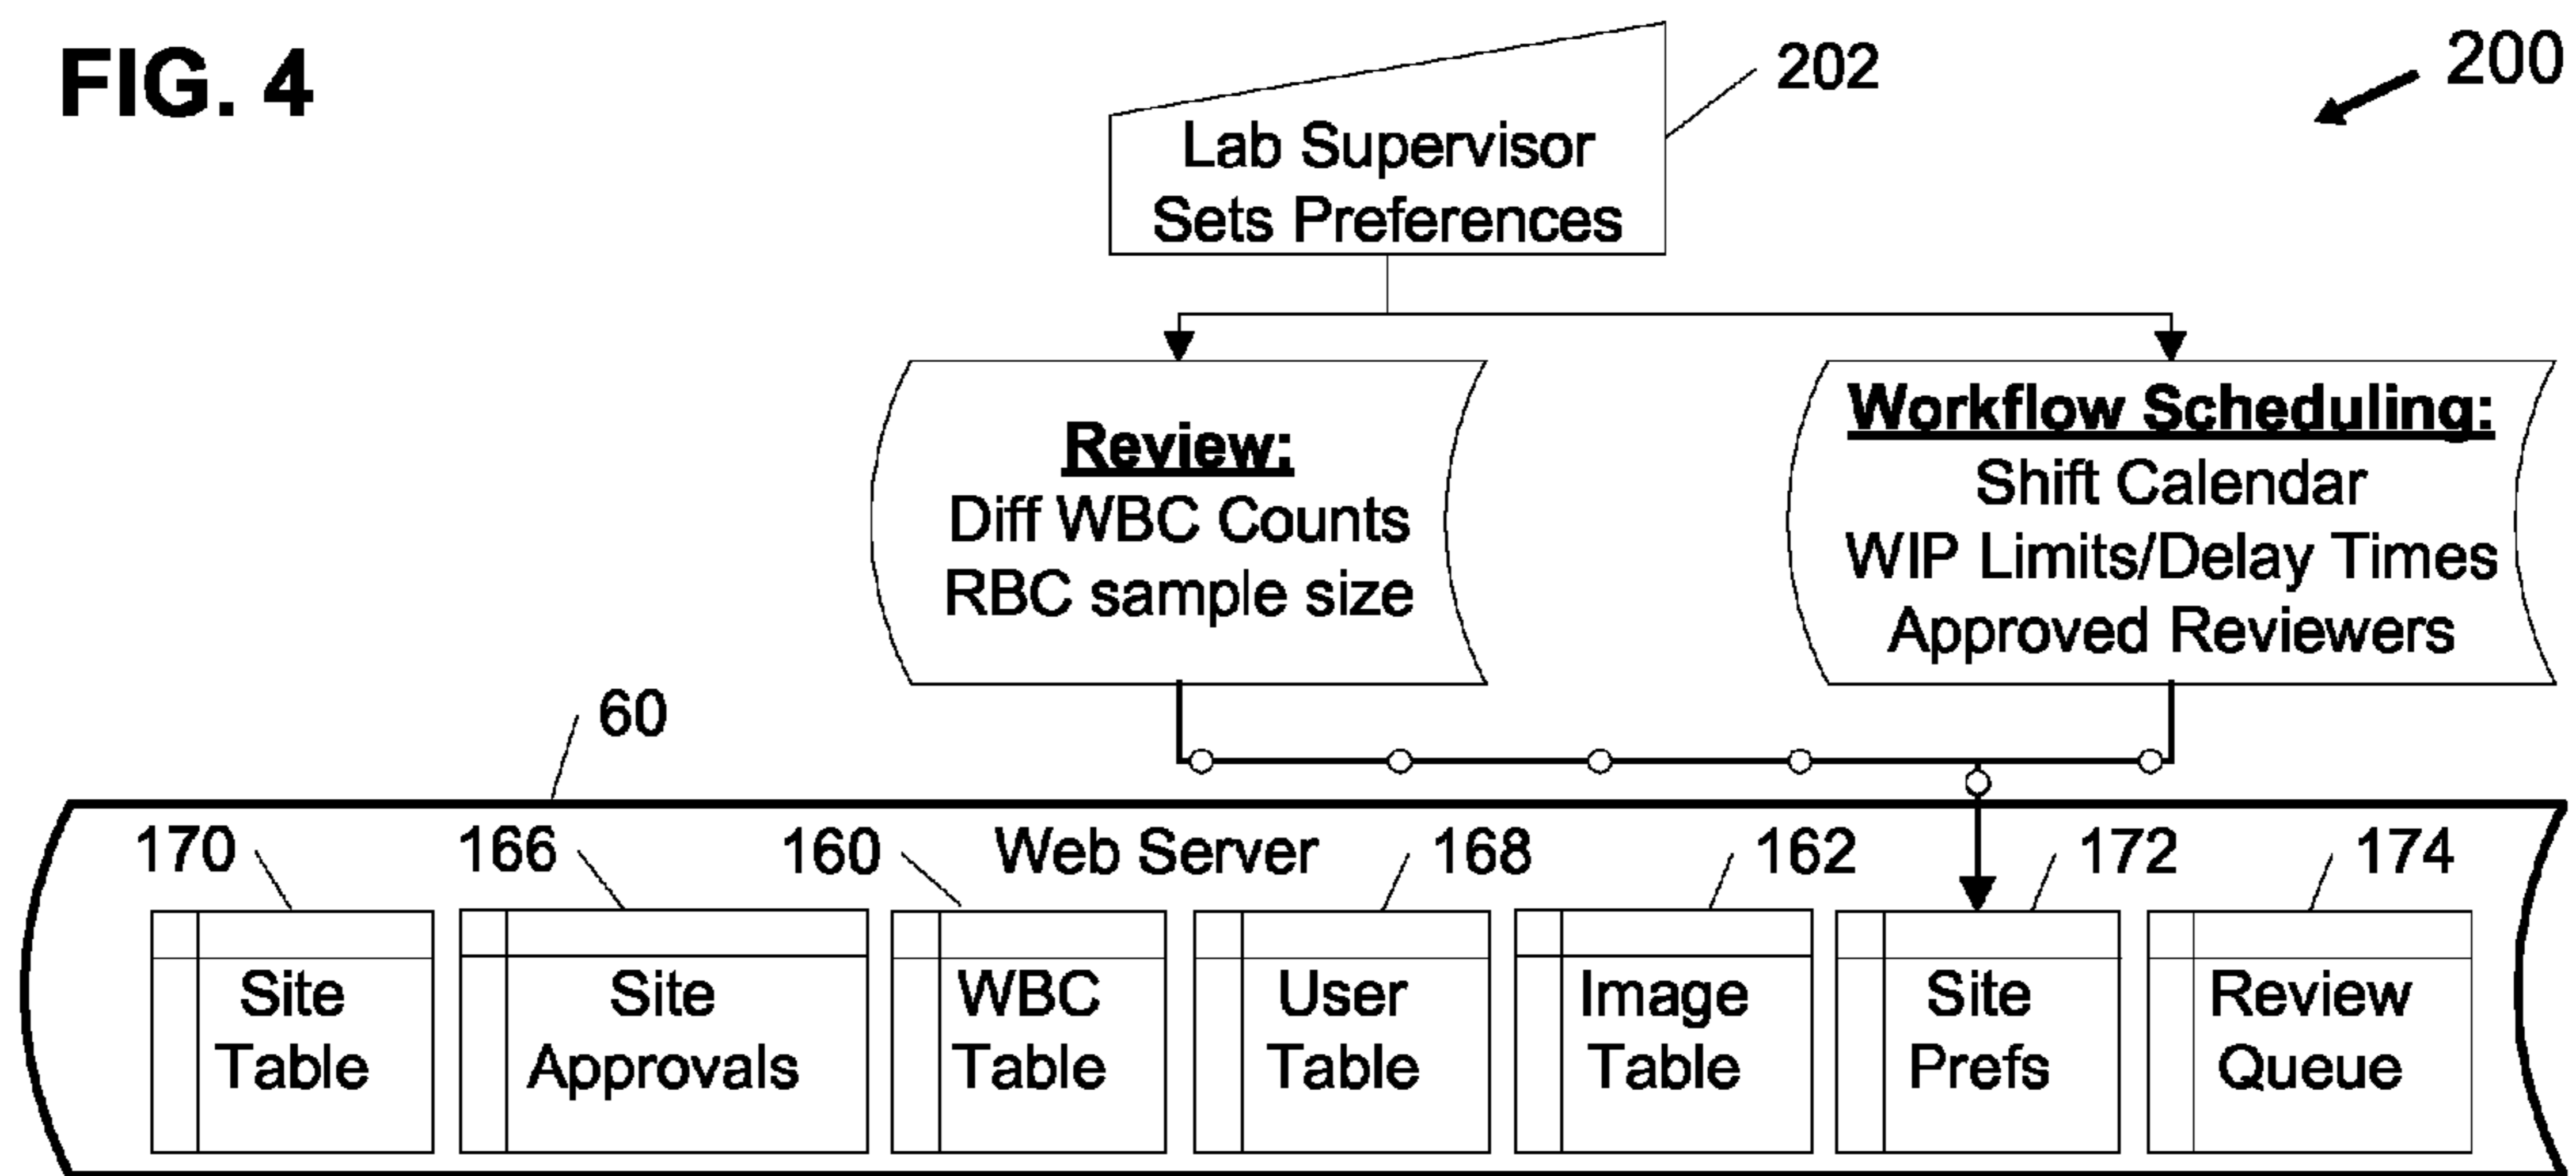 FIG. 4
200
202
Lab Supervisor
Sets Preferences
Review:
Diff WBC Counts
RBC sample size
Workflow Scheduling:
Shift Calendar
WIP Limits/Delay Times
Approved Reviewers
60
Web Server
170
166
160
168
162
172
174
Site
Table
Site
Approvals
WBC
Table
User
Table
Image
Table
Site
Prefs
Review
Queue